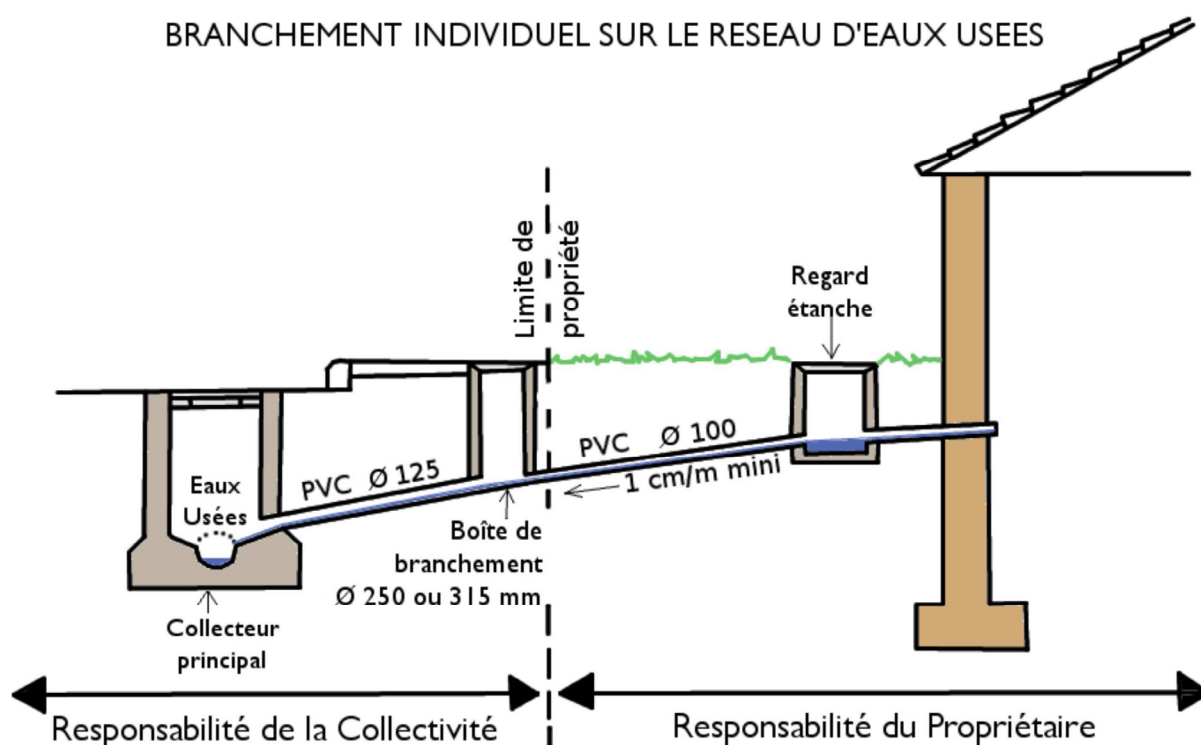 BRANCHEMENT INDIVIDUEL SUR LE RESEAU D'EAUX USEES
Limite de
propriété
Regard
étanche
PVC Ø 100
1 cm/m mini
PVC Ø 125
Eaux
Usées
Boîte de
branchement
Ø 250 ou 315 mm
Collecteur
principal
Responsabilité de la Collectivité
Responsabilité du Propriétaire